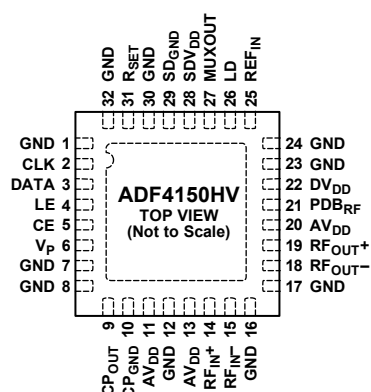 32 GND
31 RSET
30 GND
29 SDGND
28 SDVDD
27 MUXOUT
26 LD
25 REFIN
GND 1
CLK 2
DATA 3
LE 4
CE 5
VP 6
GND 7
GND 8
ADF4150HV
TOP VIEW
(Not to Scale)
24 GND
23 GND
22 DVDD
21 PDBRF
20 AVDD
19 RFOUT+
18 RFOUT−
17 GND
CPOUT 9
CPGND 10
AVDD 11
GND 12
AVDD 13
RFIN+ 14
RFIN− 15
GND 16